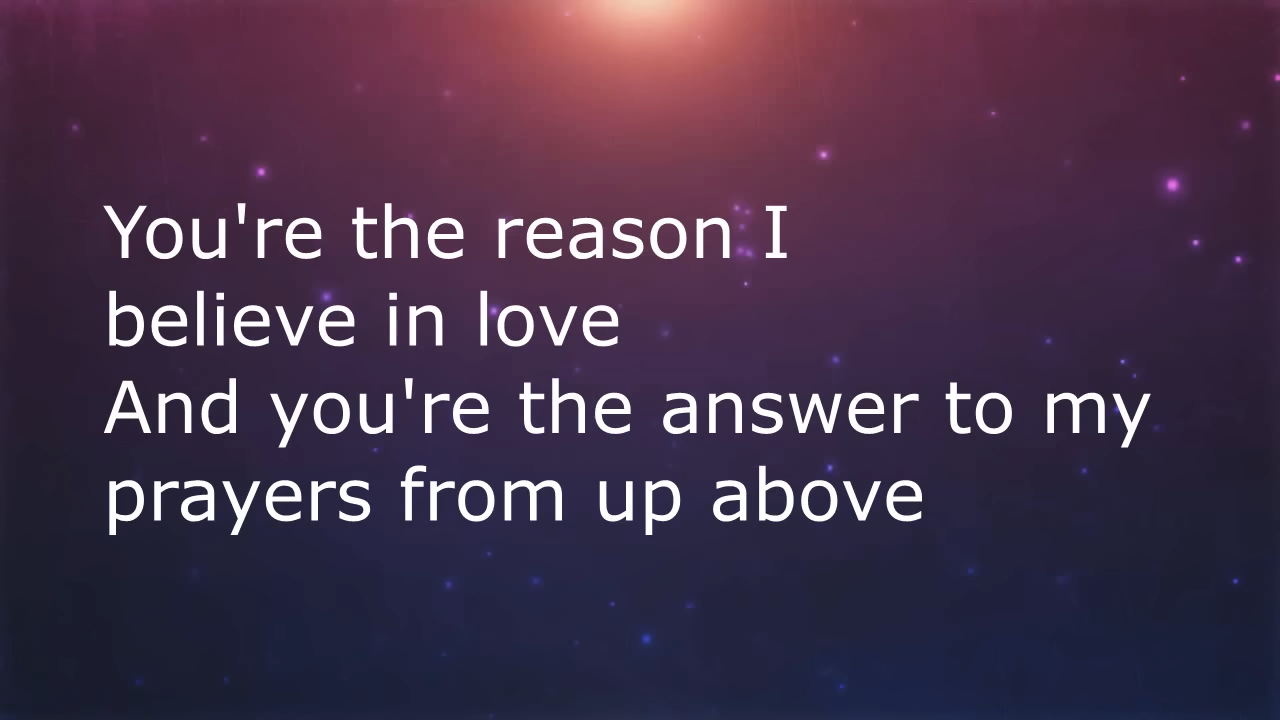 You're the reason I
believe in love
And you're the answer to my
prayers from up above